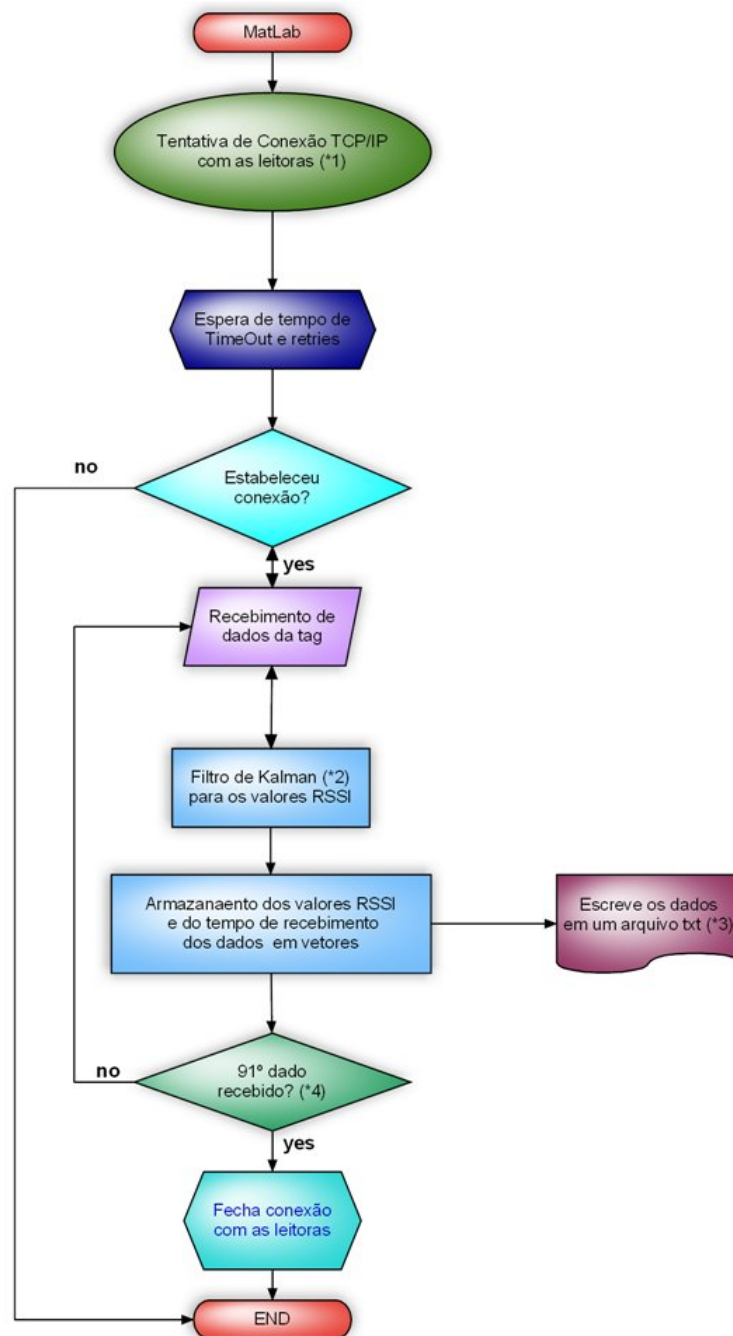 MatLab
Tentativa de Conexão TCP/IP
com as leitoras (*1)
Espera de tempo de
TimeOut e retries
no
Estabeleceu
conexão?
yes
Recebimento de
dados da tag
Filtro de Kalman (*2)
para os valores RSSI
Armazanaento dos valores RSSI
e do tempo de recebimento
dos dados em vetores
Escreve os dados
em um arquivo txt (*3)
no
91º dado
recebido? (*4)
yes
Fecha conexão
com as leitoras
END